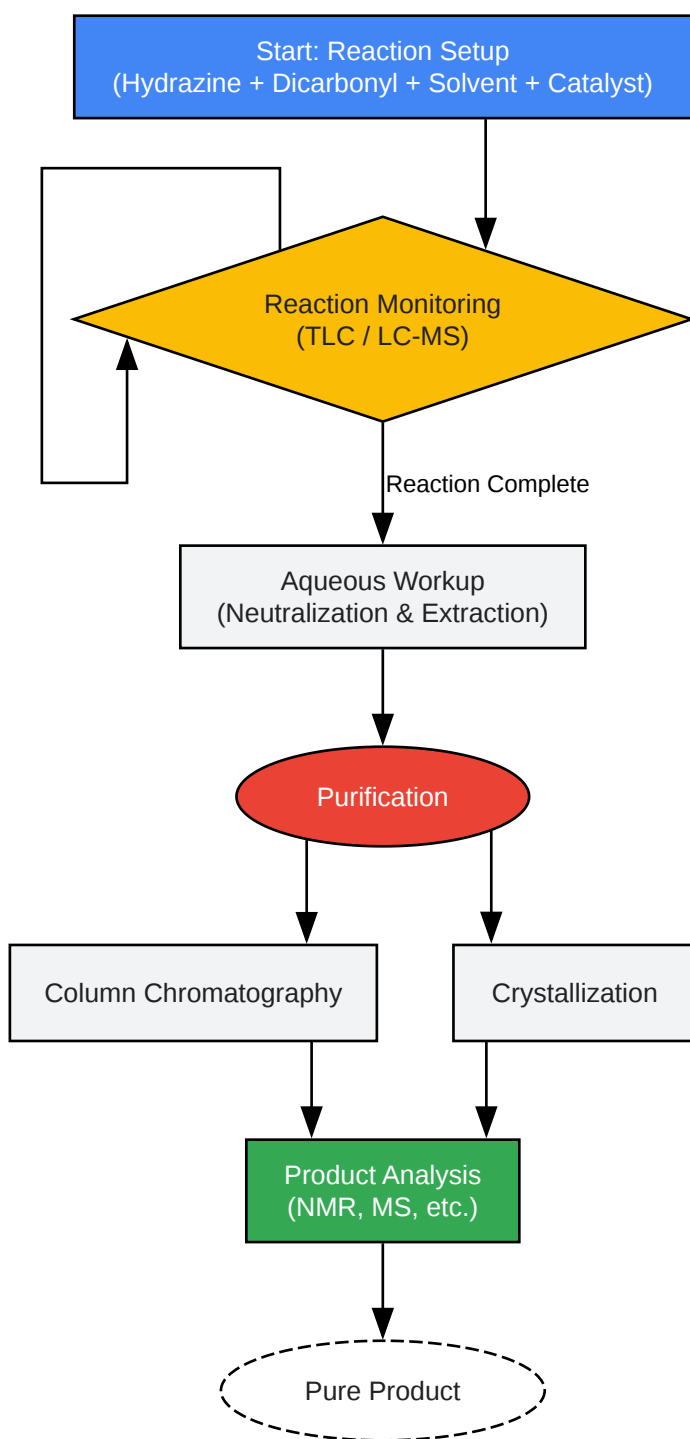 Start: Reaction Setup
(Hydrazine + Dicarbonyl + Solvent + Catalyst)
Reaction Monitoring
(TLC / LC-MS)
Reaction Complete
Aqueous Workup
(Neutralization & Extraction)
Purification
Column Chromatography
Crystallization
Product Analysis
(NMR, MS, etc.)
Pure Product